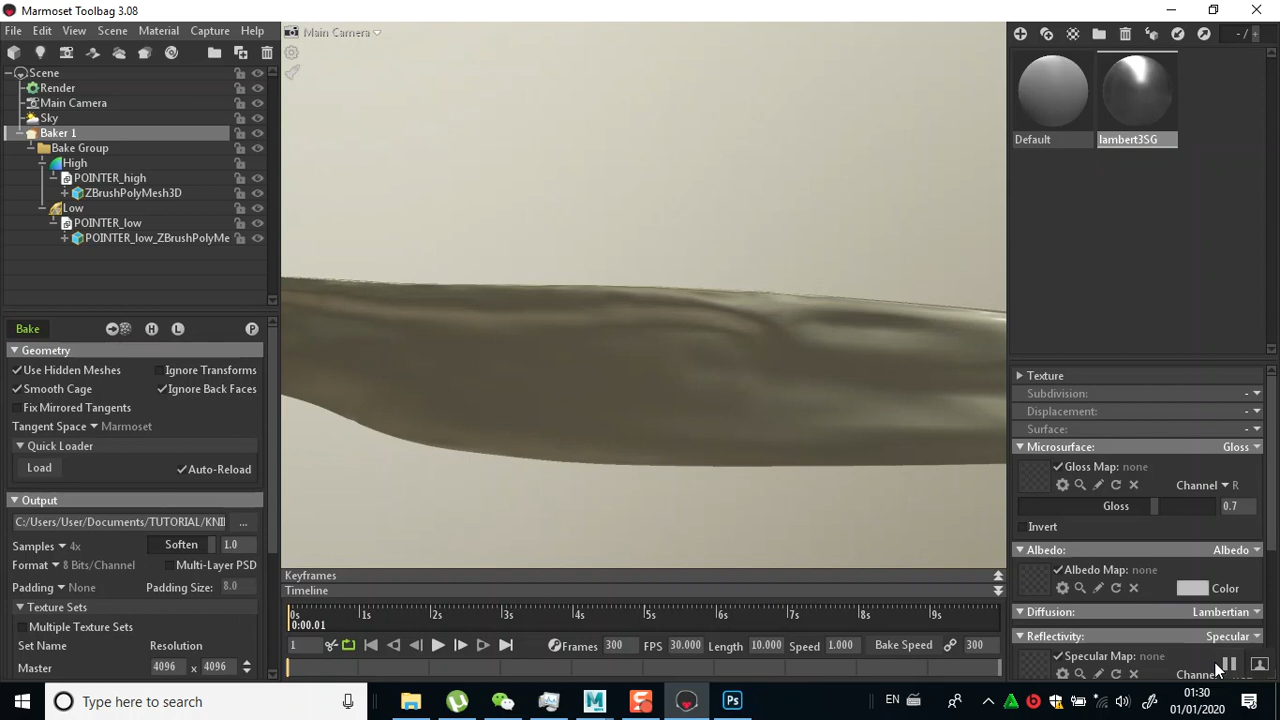 Marmoset Toolbag 3.08
File Edit View Scene Material Capture Help
Scene
Render
Main Camera
Sky
Baker 1
Bake Group
High
POINTER_high
ZBrushPolyMesh3D
Low
POINTER_low
POINTER_low_ZBrushPolyMe
Bake H L P
Geometry
Use Hidden Meshes Ignore Transforms
Smooth Cage Ignore Back Faces
Fix Mirrored Tangents
Tangent Space Marmoset
Quick Loader
Load Auto-Reload
Output
C:/Users/User/Documents/TUTORIAL/KNI ...
Samples 4x Soften 1.0
Format 8 Bits/Channel Multi-Layer PSD
Padding None Padding Size: 8.0
Texture Sets
Multiple Texture Sets
Set Name Resolution
Master 4096 x 4096
Main Camera
Keyframes
Timeline
0s 1s 2s 3s 4s 5s 6s 7s 8s 9s
0:00.01
1 Frames 300 FPS 30.000 Length 10.000 Speed 1.000 Bake Speed 300
- / +
Default lambert3SG
Texture
Subdivision: -
Displacement: -
Surface: -
Microsurface: Gloss
Gloss Map: none
Channel R
Gloss 0.7
Invert
Albedo: Albedo
Albedo Map: none
Color
Diffusion: Lambertian
Reflectivity: Specular
Specular Map: none
Type here to search
Ps
EN
01:30
01/01/2020